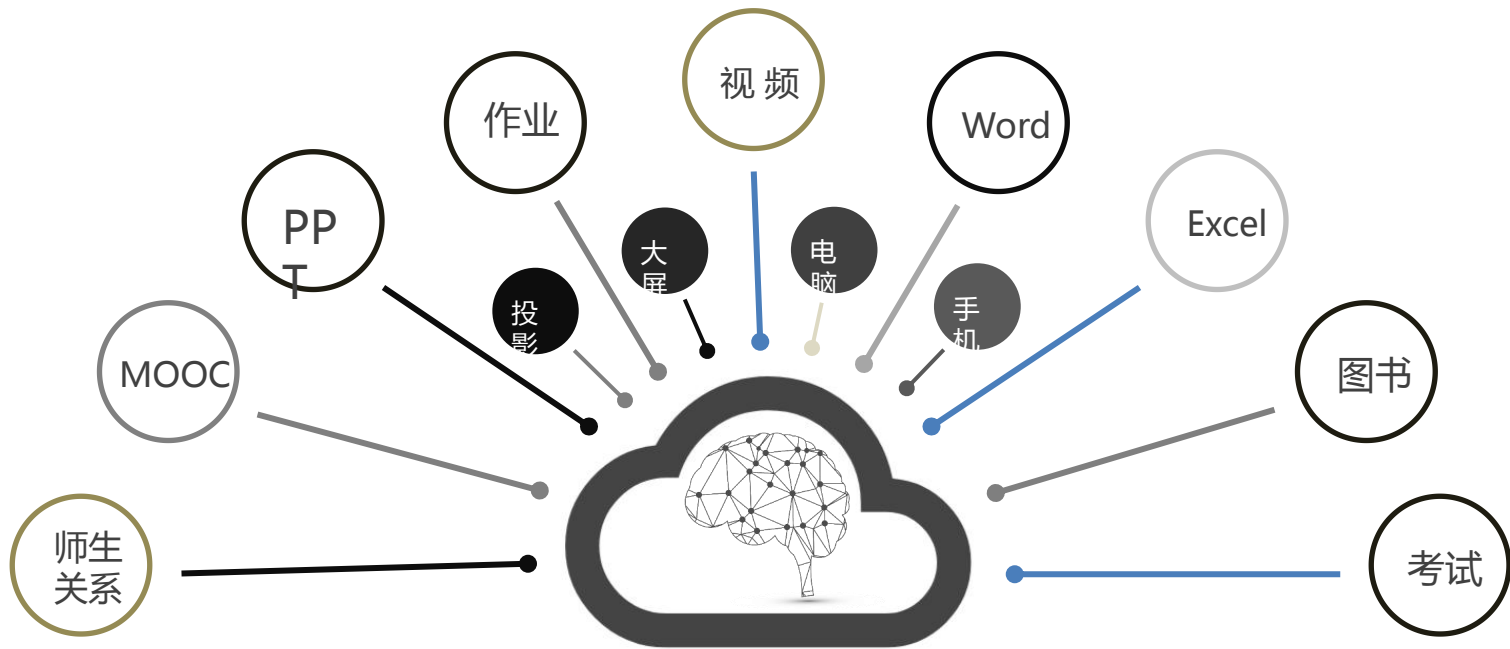 视 频
作业
Word
PP
T
Excel
大
屏
电
脑
投
影
手
机
MOOC
图书
师生
关系
考试